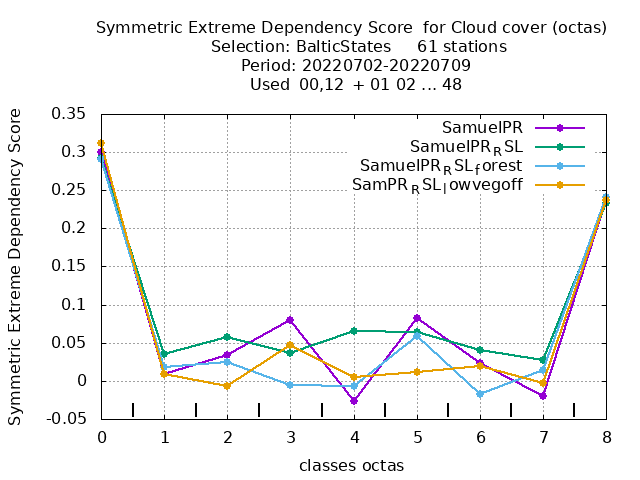 Symmetric Extreme Dependency Score  for Cloud cover (octas)
Selection: BalticStates     61 stations
Period: 20220702-20220709
Used  00,12  + 01 02 ... 48
Symmetric Extreme Dependency Score
0.35
0.3
0.25
0.2
0.15
0.1
0.05
0
-0.05
SamuelPR
SamuelPR_RSL
SamuelPR_RSL_forest
SamPR_RSL_lowvegoff
0 1 2 3 4 5 6 7 8
classes octas